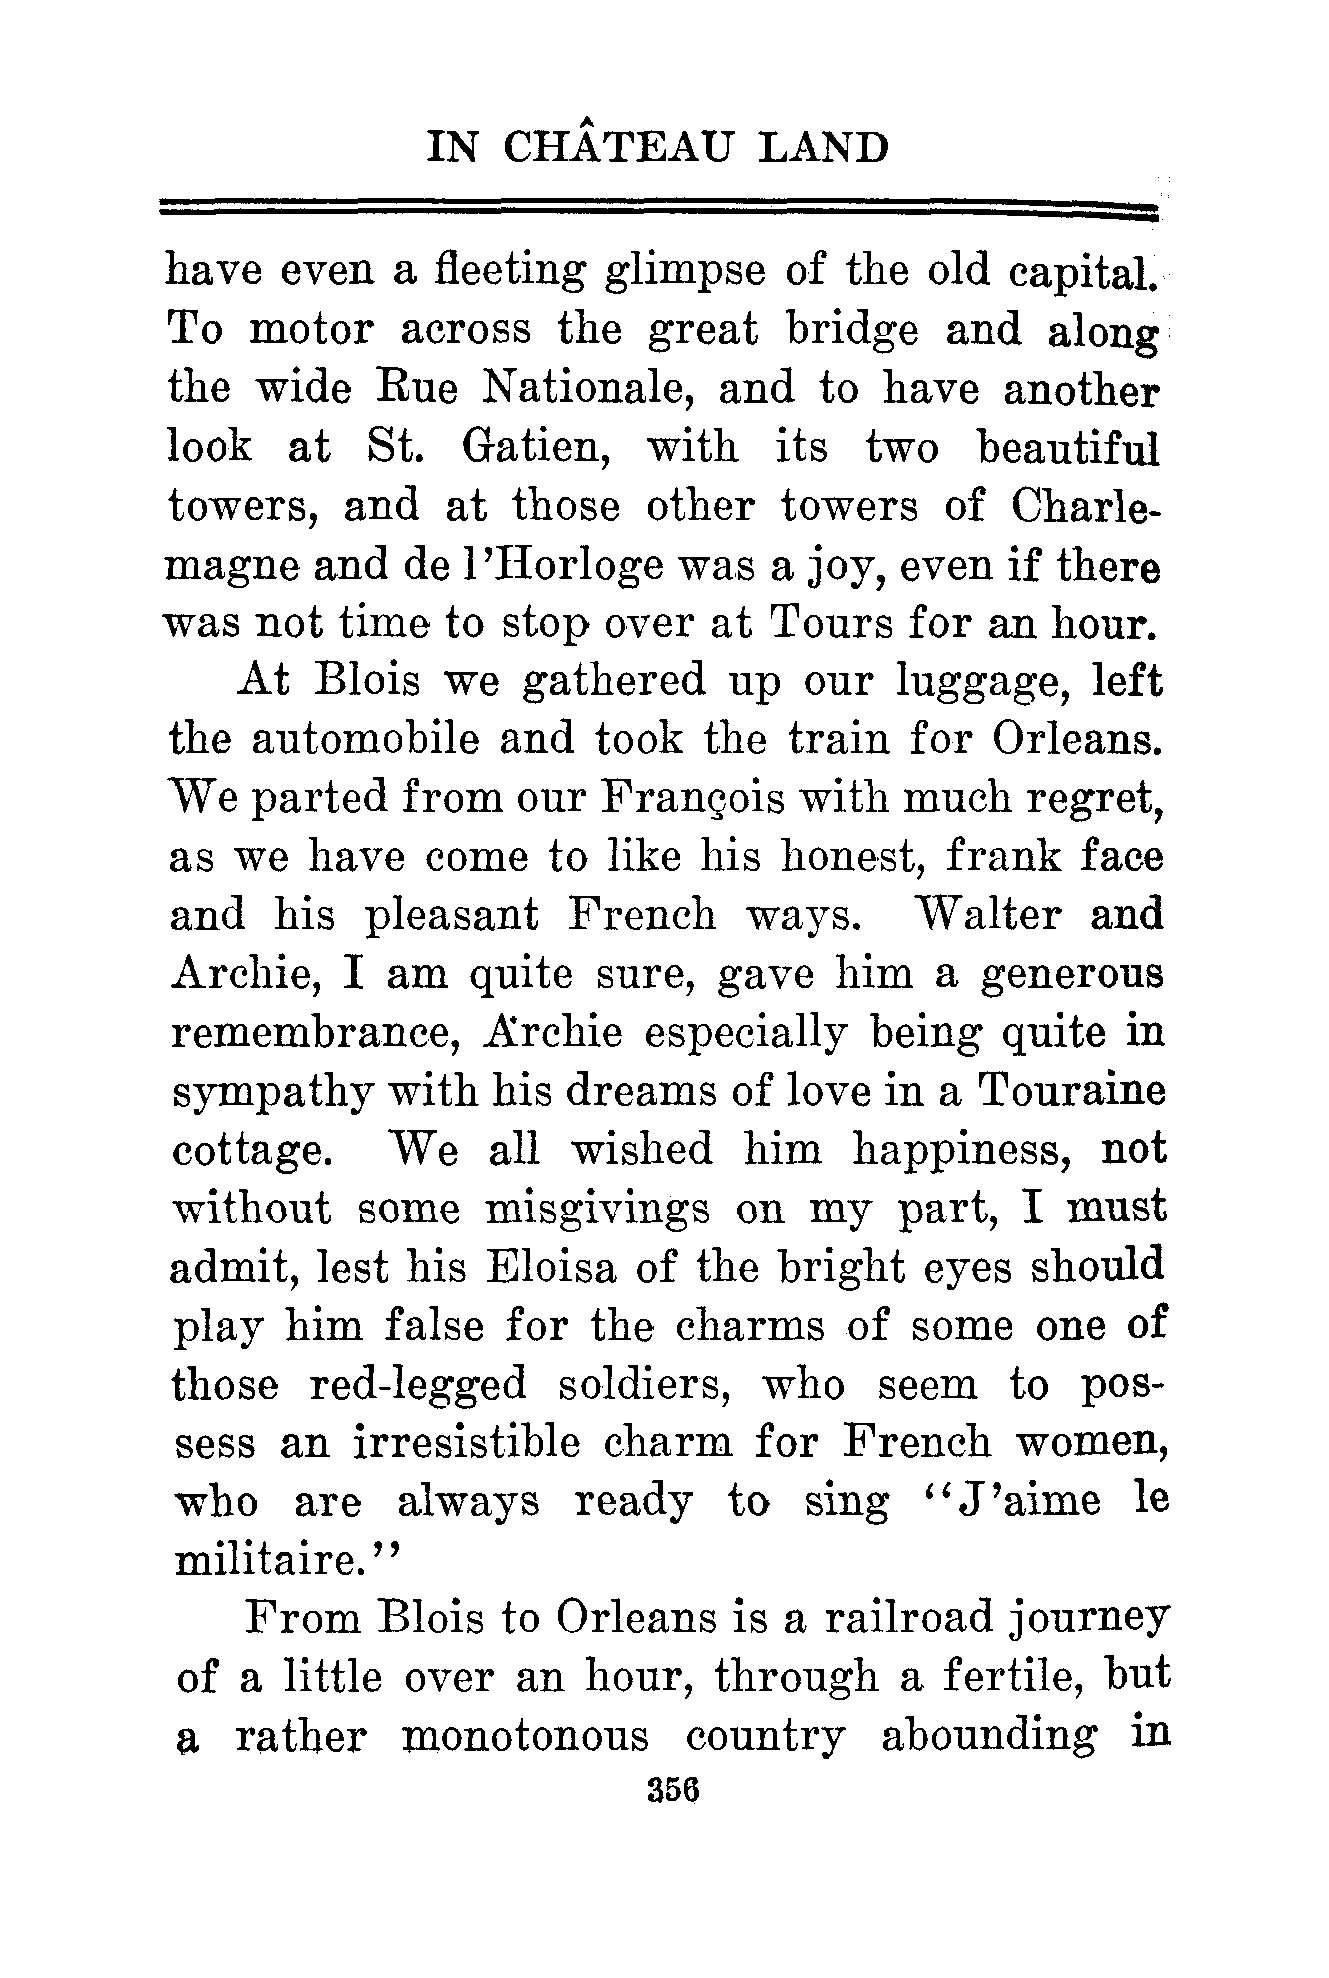 IN CHÂTEAU LAND
have even a fleeting glimpse of the old capital.
To motor across the great bridge and along
the wide Rue Nationale, and to have another
look at St. Gatien, with its two beautiful
towers, and at those other towers of Charle-
magne and de l'Horloge was a joy, even if there
was not time to stop over at Tours for an hour.
At Blois we gathered up our luggage, left
the automobile and took the train for Orleans.
We parted from our François with much regret,
as we have come to like his honest, frank face
and his pleasant French ways. Walter and
Archie, I am quite sure, gave him a generous
remembrance, Archie especially being quite in
sympathy with his dreams of love in a Touraine
cottage. We all wished him happiness, not
without some misgivings on my part, I must
admit, lest his Eloisa of the bright eyes should
play him false for the charms of some one of
those red-legged soldiers, who seem to pos-
sess an irresistible charm for French women,
who are always ready to sing "J'aime le
militaire."
From Blois to Orleans is a railroad journey
of a little over an hour, through a fertile, but
a rather monotonous country abounding in
356